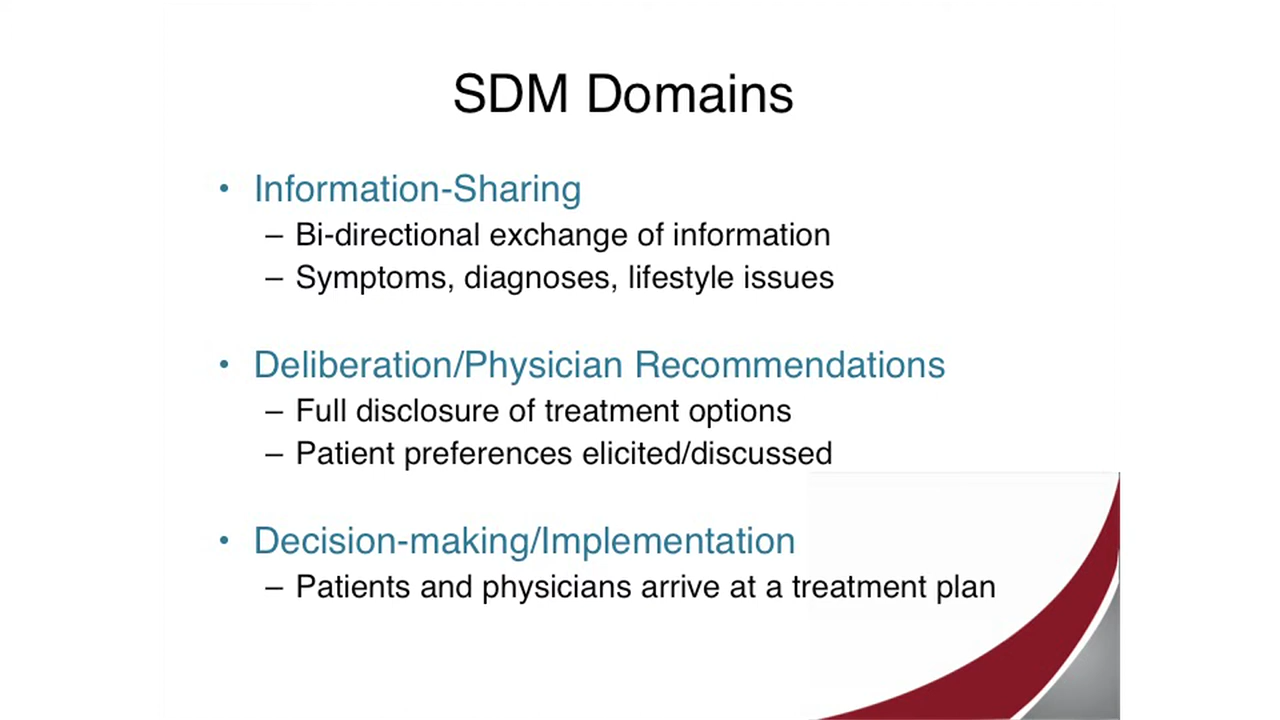 SDM Domains
• Information-Sharing
– Bi-directional exchange of information
– Symptoms, diagnoses, lifestyle issues
• Deliberation/Physician Recommendations
– Full disclosure of treatment options
– Patient preferences elicited/discussed
• Decision-making/Implementation
– Patients and physicians arrive at a treatment plan